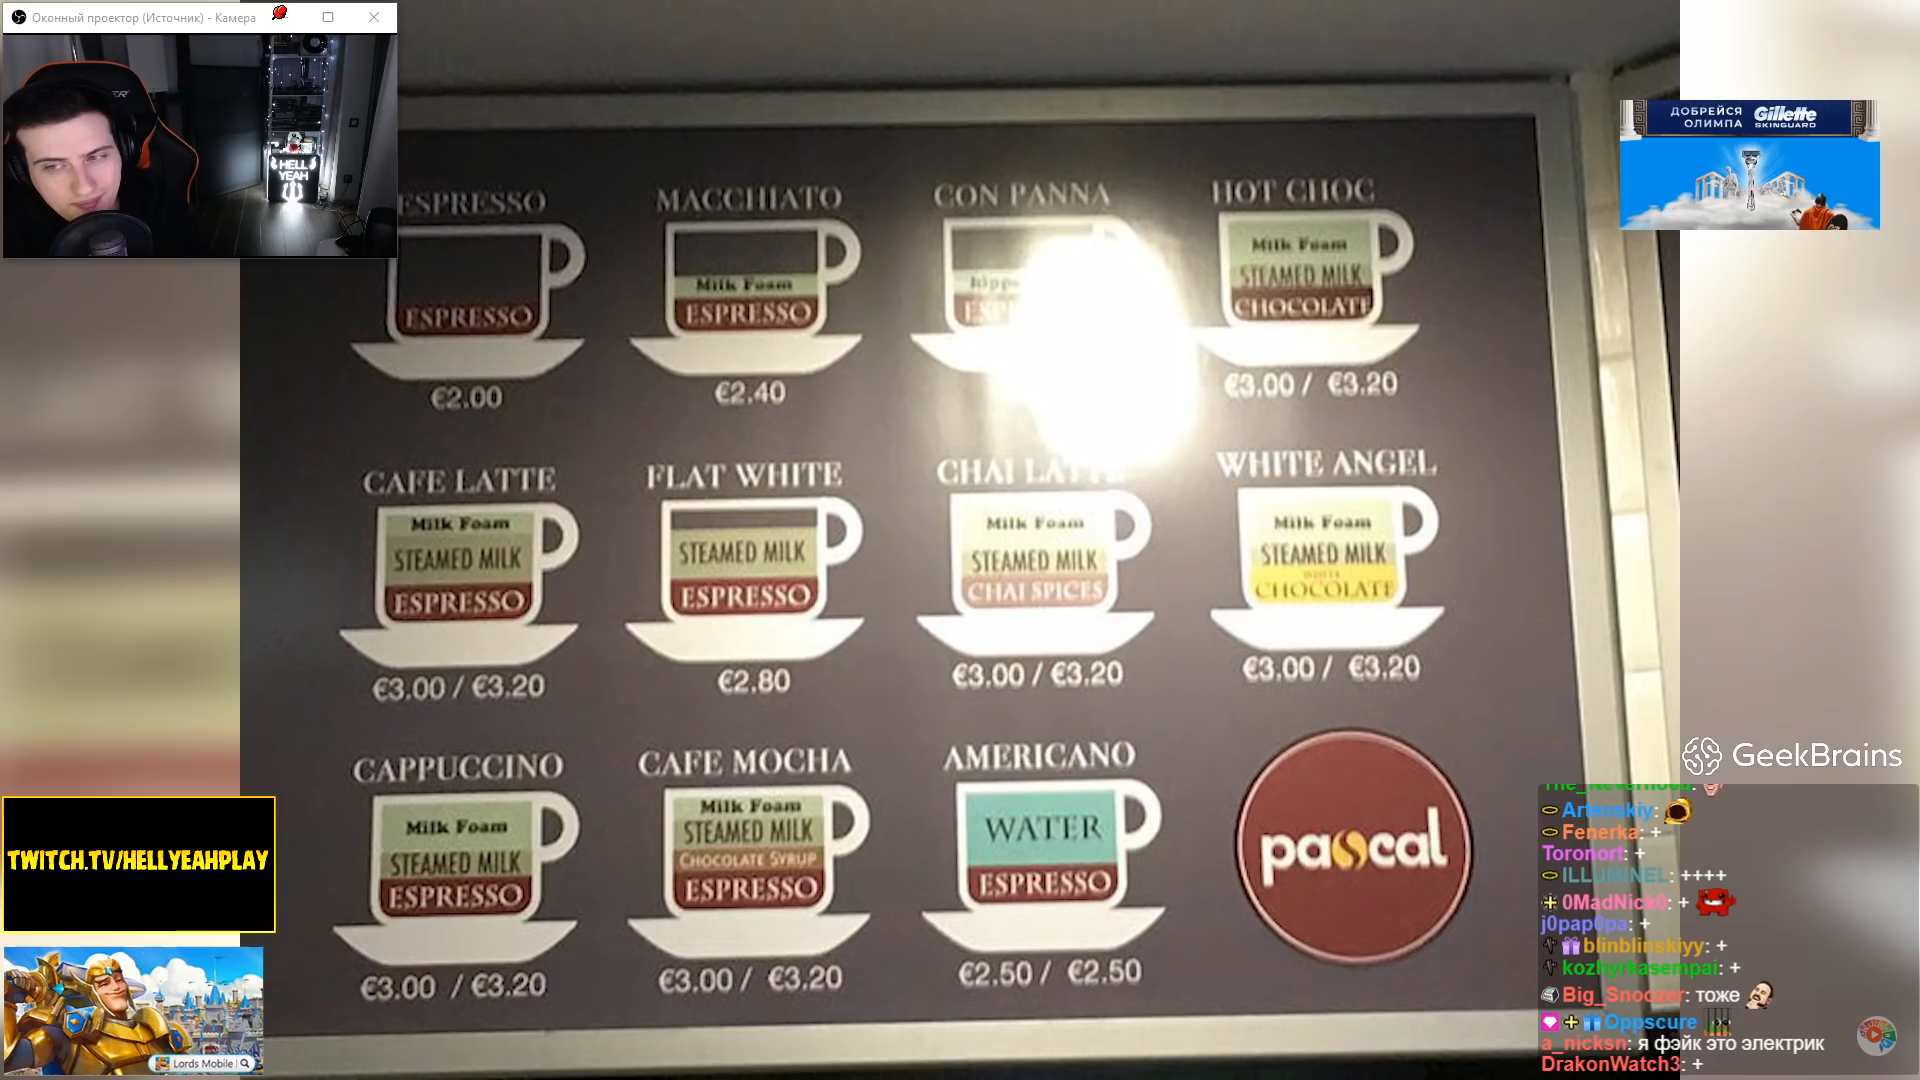 Оконный проектор (Источник) - Камера
HELL
YEAH
ДОБРЕЙСЯ
ОЛИМПА
Gillette
SKINGUARD
ESPRESSO
MACCHIATO
CON PANNA
HOT CHOC
ESPRESSO
Milk Foam
ESPRESSO
Milk Foam
STEAMED MILK
CHOCOLATE
€2.00
€2.40
€3.00 / €3.20
CAFE LATTE
FLAT WHITE
CHAI LATTE
WHITE ANGEL
Milk Foam
STEAMED MILK
ESPRESSO
STEAMED MILK
ESPRESSO
Milk Foam
STEAMED MILK
CHAI SPICES
Milk Foam
STEAMED MILK
WHITE
CHOCOLATE
€3.00 / €3.20
€2.80
€3.00 / €3.20
€3.00 / €3.20
CAPPUCCINO
CAFE MOCHA
AMERICANO
Milk Foam
STEAMED MILK
ESPRESSO
Milk Foam
STEAMED MILK
CHOCOLATE SYRUP
ESPRESSO
WATER
ESPRESSO
pascal
€3.00 / €3.20
€3.00 / €3.20
€2.50 / €2.50
TWITCH.TV/HELLYEAHPLAY
Lords Mobile
GeekBrains
The_Neverhood:
Artenskiy:
Fenerka: +
Toronort: +
ILLUMINEL: ++++
0MadNick0: +
j0pap0pa: +
blinblinskiyy: +
kozhyrkasempai: +
Big_Snoozer: тоже
Oppscure
a_nicksn: я фэйк это электрик
DrakonWatch3: +